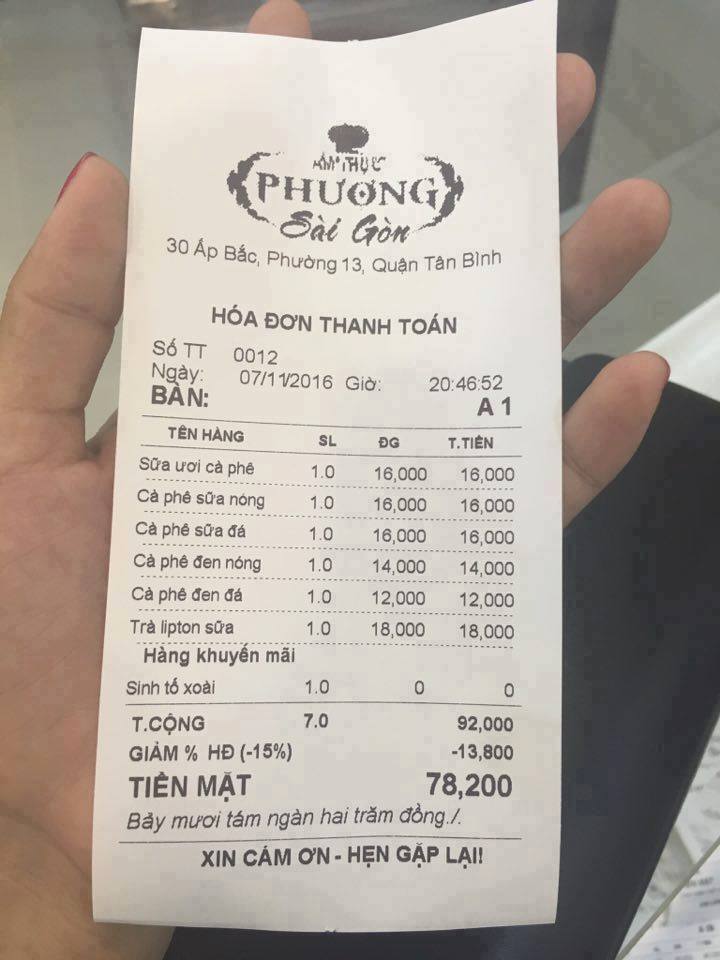 ẨM THỰC
PHƯƠNG
Sài Gòn
30 Ấp Bắc, Phường 13, Quận Tân Bình
HÓA ĐƠN THANH TOÁN
Số TT 0012
Ngày: 07/11/2016 Giờ: 20:46:52
BÀN: A 1
TÊN HÀNG SL ĐG T.TIỀN
Sữa ươi cà phê 1.0 16,000 16,000
Cà phê sữa nóng 1.0 16,000 16,000
Cà phê sữa đá 1.0 16,000 16,000
Cà phê đen nóng 1.0 14,000 14,000
Cà phê đen đá 1.0 12,000 12,000
Trà lipton sữa 1.0 18,000 18,000
Hàng khuyến mãi
Sinh tố xoài 1.0 0 0
T.CỘNG 7.0 92,000
GIẢM % HĐ (-15%) -13,800
TIỀN MẶT 78,200
Bảy mươi tám ngàn hai trăm đồng./.
XIN CÁM ƠN - HẸN GẶP LẠI!